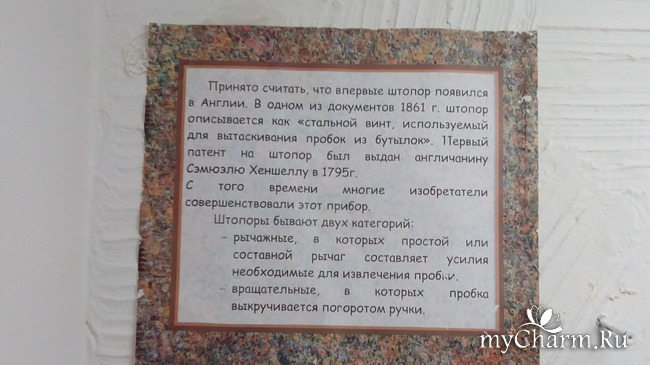 Принято считать, что впервые штопор появился
в Англии. В одном из документов 1861 г. штопор
описывается как «стальной винт, используемый
для вытаскивания пробок из бутылок». Первый
патент на штопор был выдан англичанину
Сэмюэлю Хеншеллу в 1795г.
С того времени многие изобретатели
совершенствовали этот прибор.
Штопоры бывают двух категорий:
– рычажные, в которых простой или
составной рычаг составляет усилия
необходимые для извлечения пробки.
– вращательные, в которых пробка
выкручивается погоротом ручки.
myCharm.Ru